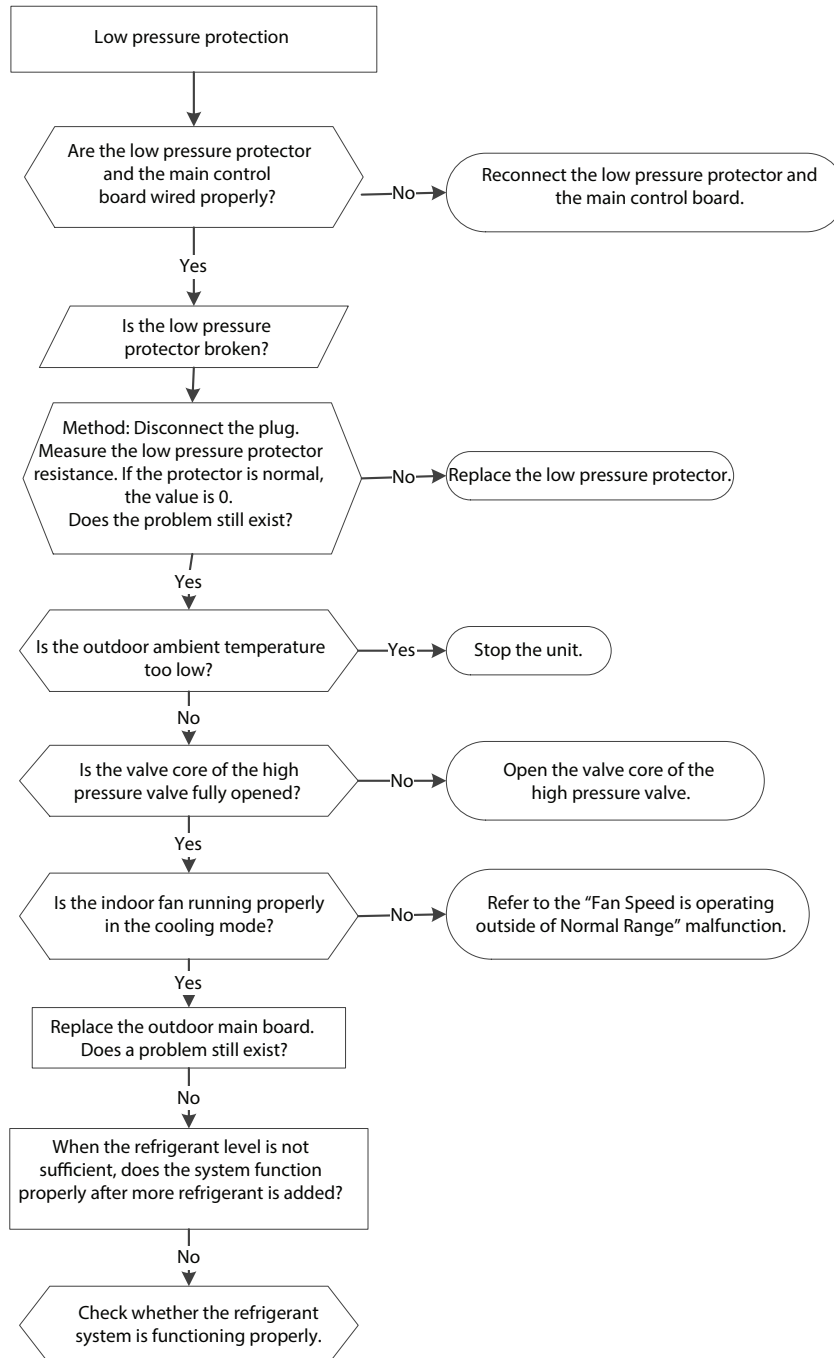 Low pressure protection
Are the low pressure protector
and the main control
board wired properly?
No
Reconnect the low pressure protector and
the main control board.
Yes
Is the low pressure
protector broken?
Method: Disconnect the plug.
Measure the low pressure protector
resistance. If the protector is normal,
the value is 0.
Does the problem still exist?
No
Replace the low pressure protector.
Yes
Is the outdoor ambient temperature
too low?
Yes
Stop the unit.
No
Is the valve core of the high
pressure valve fully opened?
No
Open the valve core of the
high pressure valve.
Yes
Is the indoor fan running properly
in the cooling mode?
No
Refer to the “Fan Speed is operating
outside of Normal Range” malfunction.
Yes
Replace the outdoor main board.
Does a problem still exist?
No
When the refrigerant level is not
sufficient, does the system function
properly after more refrigerant is added?
No
Check whether the refrigerant
system is functioning properly.